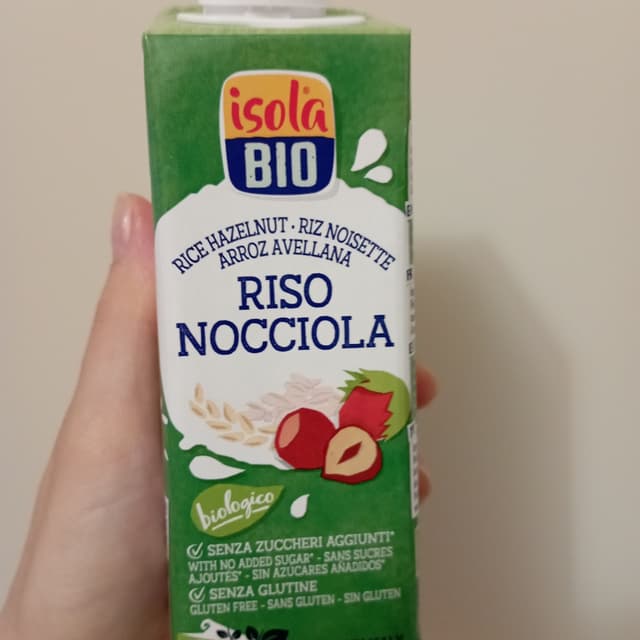 isola
BIO
RICE HAZELNUT · RIZ NOISETTE
ARROZ AVELLANA
RISO
NOCCIOLA
biologico
SENZA ZUCCHERI AGGIUNTI*
WITH NO ADDED SUGAR* - SANS SUCRES
AJOUTÉS* - SIN AZÚCARES AÑADIDOS*
SENZA GLUTINE
GLUTEN FREE - SANS GLUTEN - SIN GLUTEN